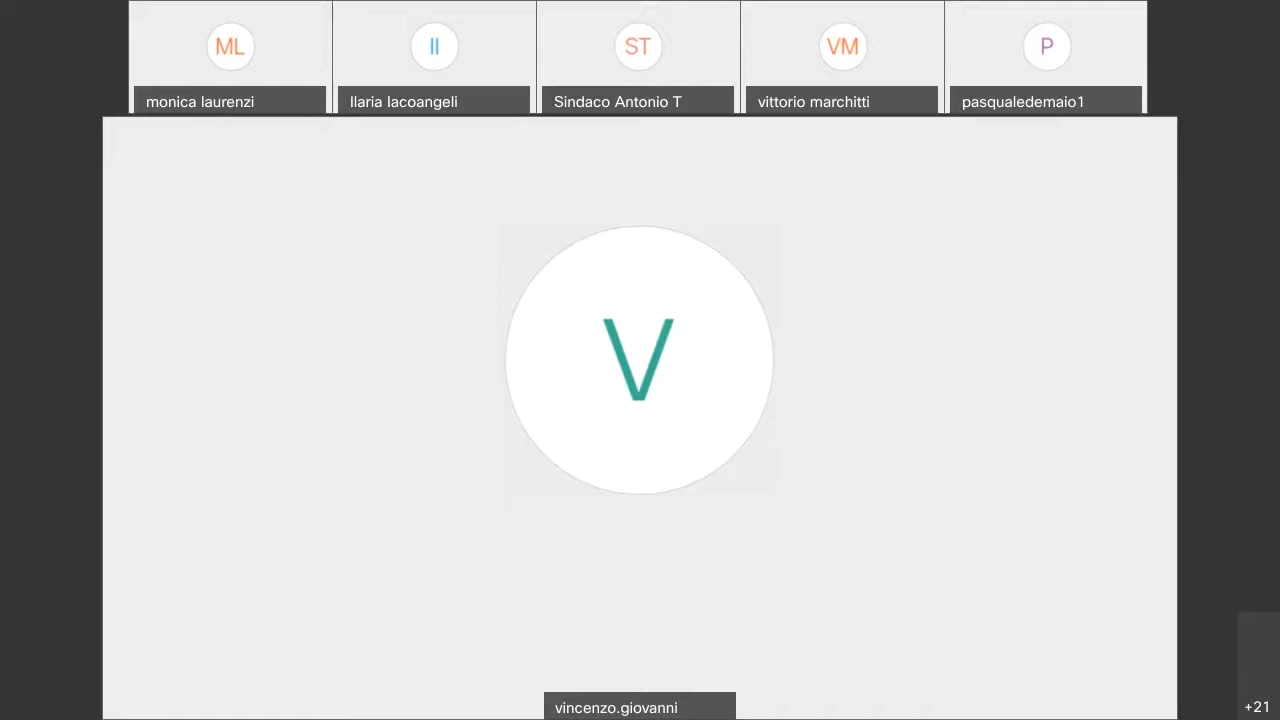 ML
II
ST
VM
P
monica laurenzi
Ilaria Iacoangeli
Sindaco Antonio T
vittorio marchitti
pasqualedemaio1
V
vincenzo.giovanni
+21